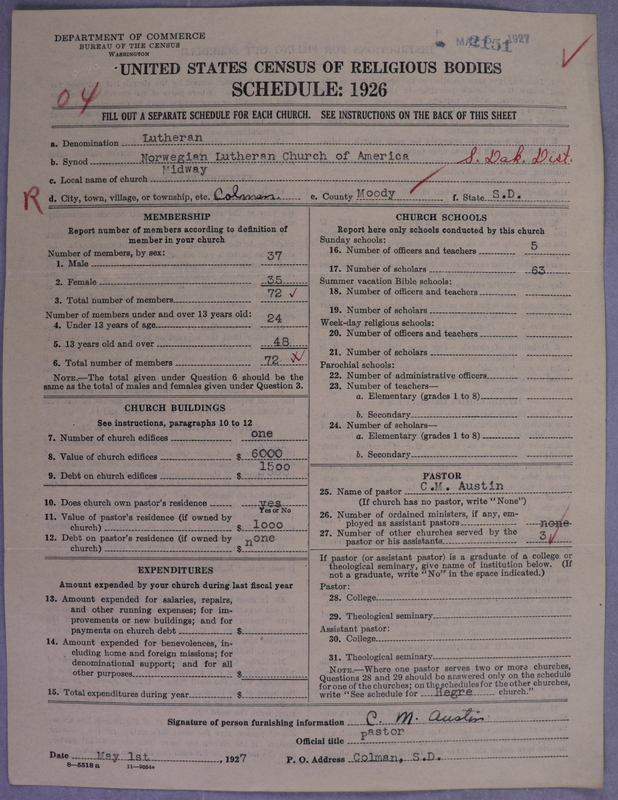 DEPARTMENT OF COMMERCE
BUREAU OF THE CENSUS
WASHINGTON
1927
2151
UNITED STATES CENSUS OF RELIGIOUS BODIES
SCHEDULE: 1926
04
FILL OUT A SEPARATE SCHEDULE FOR EACH CHURCH. SEE INSTRUCTIONS ON THE BACK OF THIS SHEET
a. Denomination Lutheran
b. Synod Norwegian Lutheran Church of America S. Dak. Dist.
c. Local name of church Midway
R d. City, town, village, or township, etc. Colman e. County Moody f. State S.D.
MEMBERSHIP
Report number of members according to definition of
member in your church
Number of members, by sex:
1. Male 37
2. Female 35
3. Total number of members 72
Number of members under and over 13 years old:
4. Under 13 years of age 24
5. 13 years old and over 48
6. Total number of members 72
NOTE.—The total given under Question 6 should be the
same as the total of males and females given under Question 3.
CHURCH BUILDINGS
See instructions, paragraphs 10 to 12
7. Number of church edifices one
8. Value of church edifices $ 6000
9. Debt on church edifices $ 1500
10. Does church own pastor's residence yes
Yes or No
11. Value of pastor's residence (if owned by
church) $ 1000
12. Debt on pastor's residence (if owned by
church) $ none
EXPENDITURES
Amount expended by your church during last fiscal year
13. Amount expended for salaries, repairs,
and other running expenses; for im-
provements or new buildings; and for
payments on church debt $
14. Amount expended for benevolences, in-
cluding home and foreign missions; for
denominational support; and for all
other purposes $
15. Total expenditures during year $
CHURCH SCHOOLS
Report here only schools conducted by this church
Sunday schools:
16. Number of officers and teachers 5
17. Number of scholars 63
Summer vacation Bible schools:
18. Number of officers and teachers
19. Number of scholars
Week-day religious schools:
20. Number of officers and teachers
21. Number of scholars
Parochial schools:
22. Number of administrative officers
23. Number of teachers—
a. Elementary (grades 1 to 8)
b. Secondary
24. Number of scholars—
a. Elementary (grades 1 to 8)
b. Secondary
PASTOR
25. Name of pastor C.M. Austin
(If church has no pastor, write "None")
26. Number of ordained ministers, if any, em-
ployed as assistant pastors none
27. Number of other churches served by the
pastor or his assistants 3
If pastor (or assistant pastor) is a graduate of a college or
theological seminary, give name of institution below. (If
not a graduate, write "No" in the space indicated.)
Pastor:
28. College
29. Theological seminary
Assistant pastor:
30. College
31. Theological seminary
NOTE.—Where one pastor serves two or more churches,
Questions 28 and 29 should be answered only on the schedule
for one of the churches; on the schedules for the other churches,
write "See schedule for Hegre church."
Signature of person furnishing information C. M. Austin
Official title Pastor
Date May 1st, 1927 P. O. Address Colman, S.D.